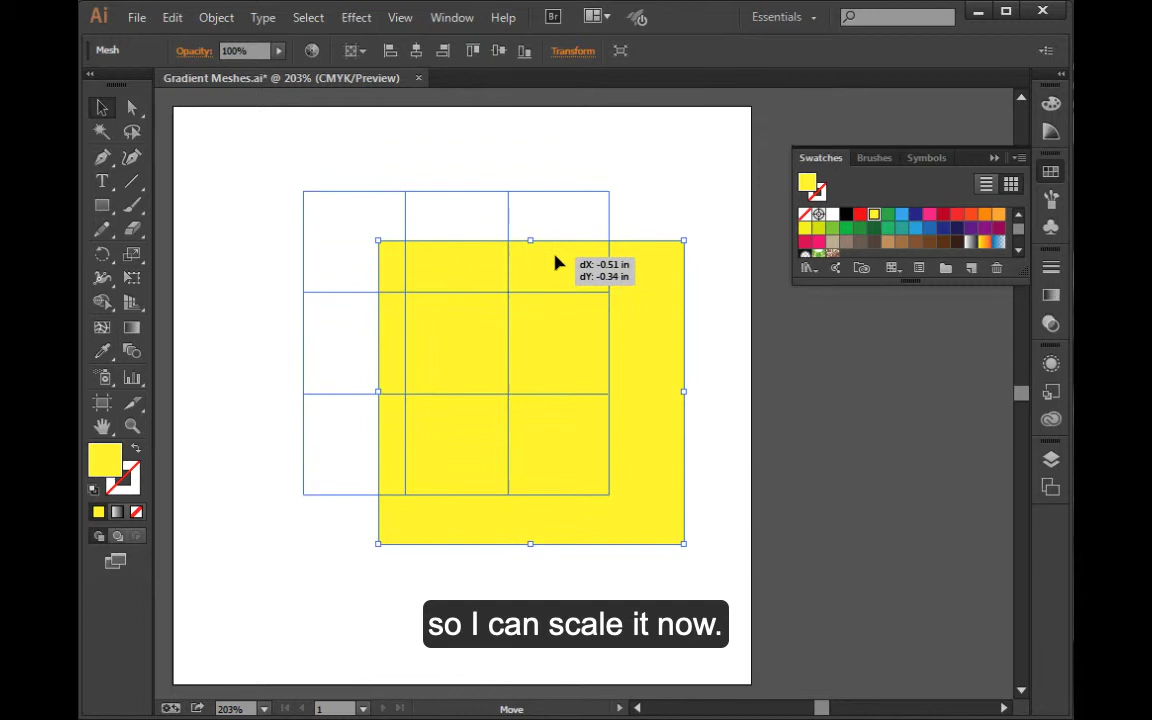 Ai File Edit Object Type Select Effect View Window Help Br Essentials
Mesh Opacity: 100% Transform
Gradient Meshes.ai* @ 203% (CMYK/Preview)
Swatches Brushes Symbols
dX: -0.51 in
dY: -0.34 in
T
so I can scale it now.
203% 1 Move